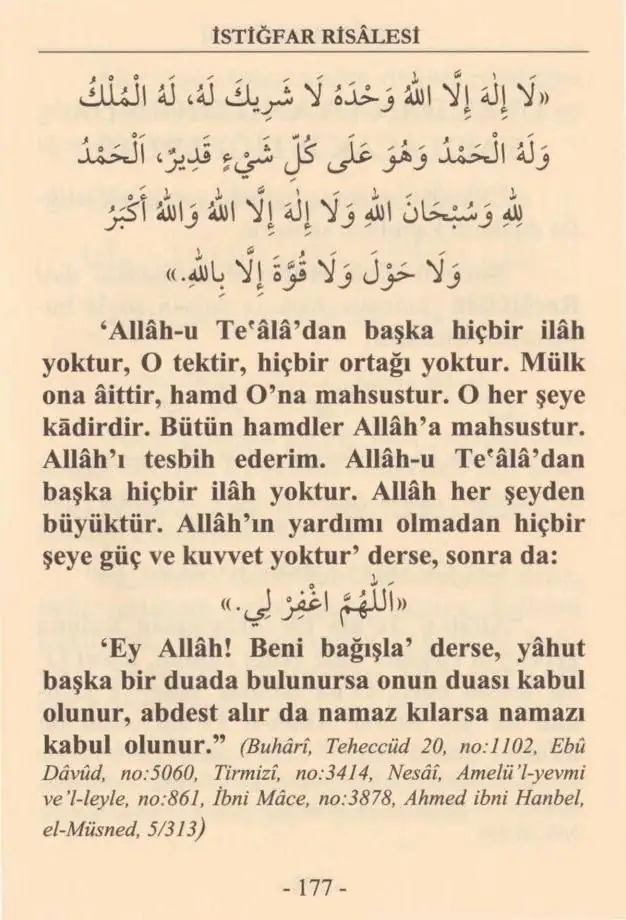 İSTİĞFAR RİSÂLESİ
«لَا إِلٰهَ إِلَّا اللّٰهُ وَحْدَهُ لَا شَرِيكَ لَهُ، لَهُ الْمُلْكُ
وَلَهُ الْحَمْدُ وَهُوَ عَلَى كُلِّ شَيْءٍ قَدِيرٌ، اَلْحَمْدُ
لِلّٰهِ وَسُبْحَانَ اللّٰهِ وَلَا إِلٰهَ إِلَّا اللّٰهُ وَاللّٰهُ أَكْبَرُ
وَلَا حَوْلَ وَلَا قُوَّةَ إِلَّا بِاللّٰهِ.»
‘Allâh-u Teʽâlâ’dan başka hiçbir ilâh
yoktur, O tektir, hiçbir ortağı yoktur. Mülk
ona âittir, hamd O’na mahsustur. O her şeye
kādirdir. Bütün hamdler Allâh’a mahsustur.
Allâh’ı tesbih ederim. Allâh-u Teʽâlâ’dan
başka hiçbir ilâh yoktur. Allâh her şeyden
büyüktür. Allâh’ın yardımı olmadan hiçbir
şeye güç ve kuvvet yoktur’ derse, sonra da:
«اَللّٰهُمَّ اغْفِرْ لِي.»
‘Ey Allâh! Beni bağışla’ derse, yâhut
başka bir duada bulunursa onun duası kabul
olunur, abdest alır da namaz kılarsa namazı
kabul olunur.” (Buhârî, Teheccüd 20, no:1102, Ebû
Dâvûd, no:5060, Tirmizî, no:3414, Nesâî, Amelü’l-yevmi
ve’l-leyle, no:861, İbni Mâce, no:3878, Ahmed ibni Hanbel,
el-Müsned, 5/313)
- 177 -